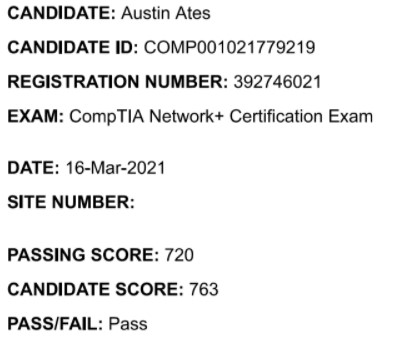 CANDIDATE: Austin Ates
CANDIDATE ID: COMP001021779219
REGISTRATION NUMBER: 392746021
EXAM: CompTIA Network+ Certification Exam
DATE: 16-Mar-2021
SITE NUMBER:
PASSING SCORE: 720
CANDIDATE SCORE: 763
PASS/FAIL: Pass